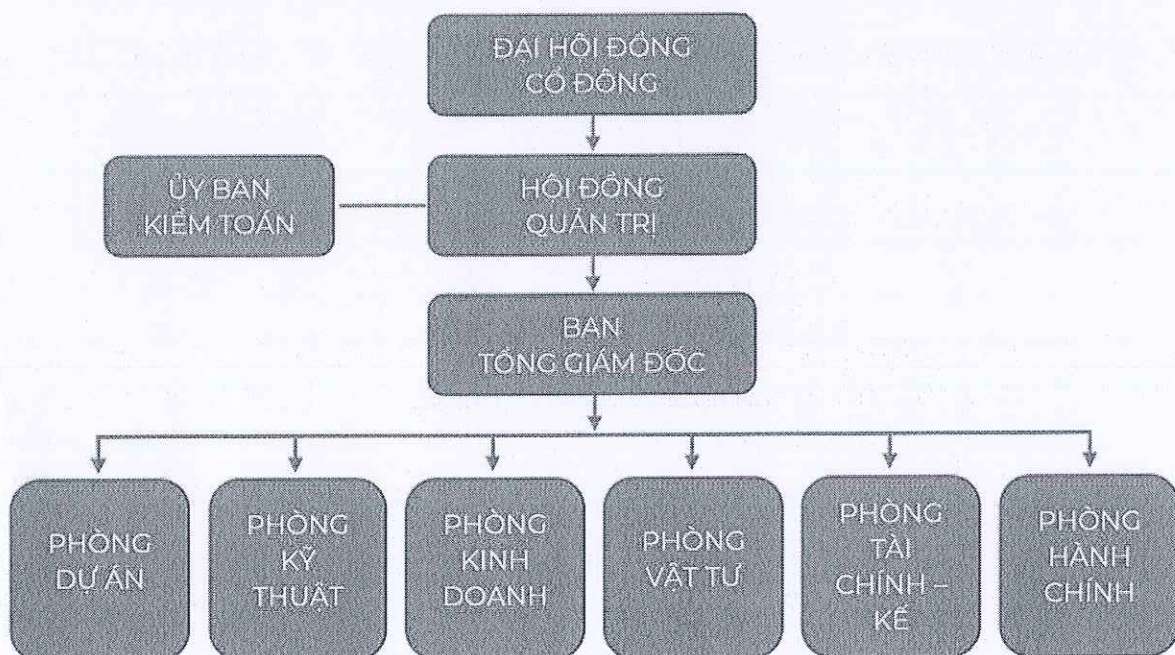 ĐẠI HỘI ĐỒNG
CỔ ĐÔNG
ỦY BAN
KIỂM TOÁN
HỘI ĐỒNG
QUẢN TRỊ
BAN
TỔNG GIÁM ĐỐC
PHÒNG
DỰ ÁN
PHÒNG
KỸ
THUẬT
PHÒNG
KINH
DOANH
PHÒNG
VẬT TƯ
PHÒNG
TÀI
CHÍNH –
KẾ
PHÒNG
HÀNH
CHÍNH